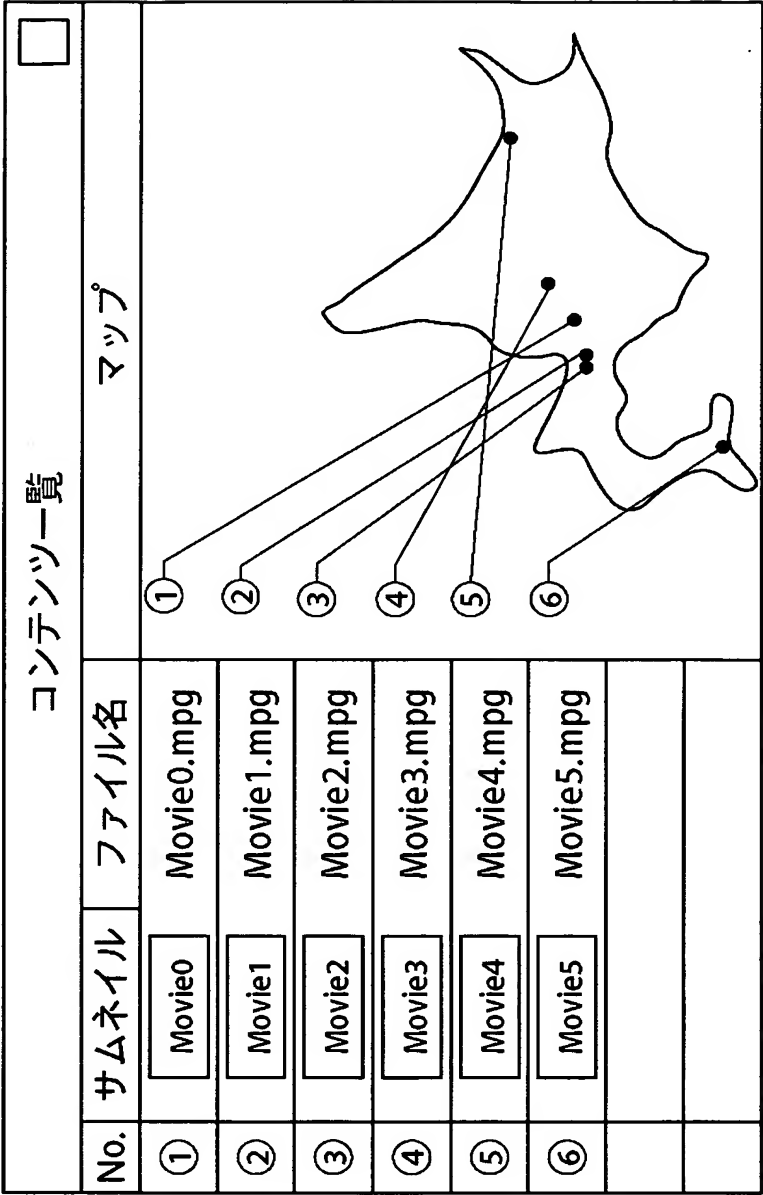 コンテンツ一覧
No. サムネイル ファイル名 マップ
① Movie0 Movie0.mpg
② Movie1 Movie1.mpg
③ Movie2 Movie2.mpg
④ Movie3 Movie3.mpg
⑤ Movie4 Movie4.mpg
⑥ Movie5 Movie5.mpg
①
②
③
④
⑤
⑥